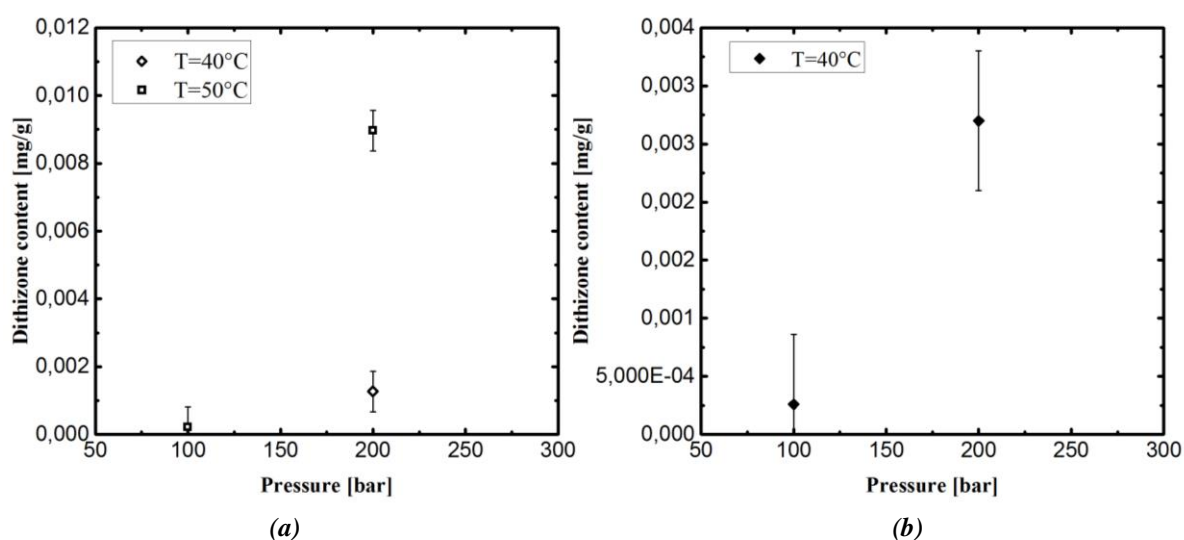 0,012
0,010
0,008
0,006
0,004
0,002
0,000
Dithizone content [mg/g]
T=40°C
T=50°C
50 100 150 200 250 300
Pressure [bar]
(a)
0,004
0,003
0,003
0,002
0,002
0,001
5,000E-04
0,000
Dithizone content [mg/g]
T=40°C
50 100 150 200 250 300
Pressure [bar]
(b)